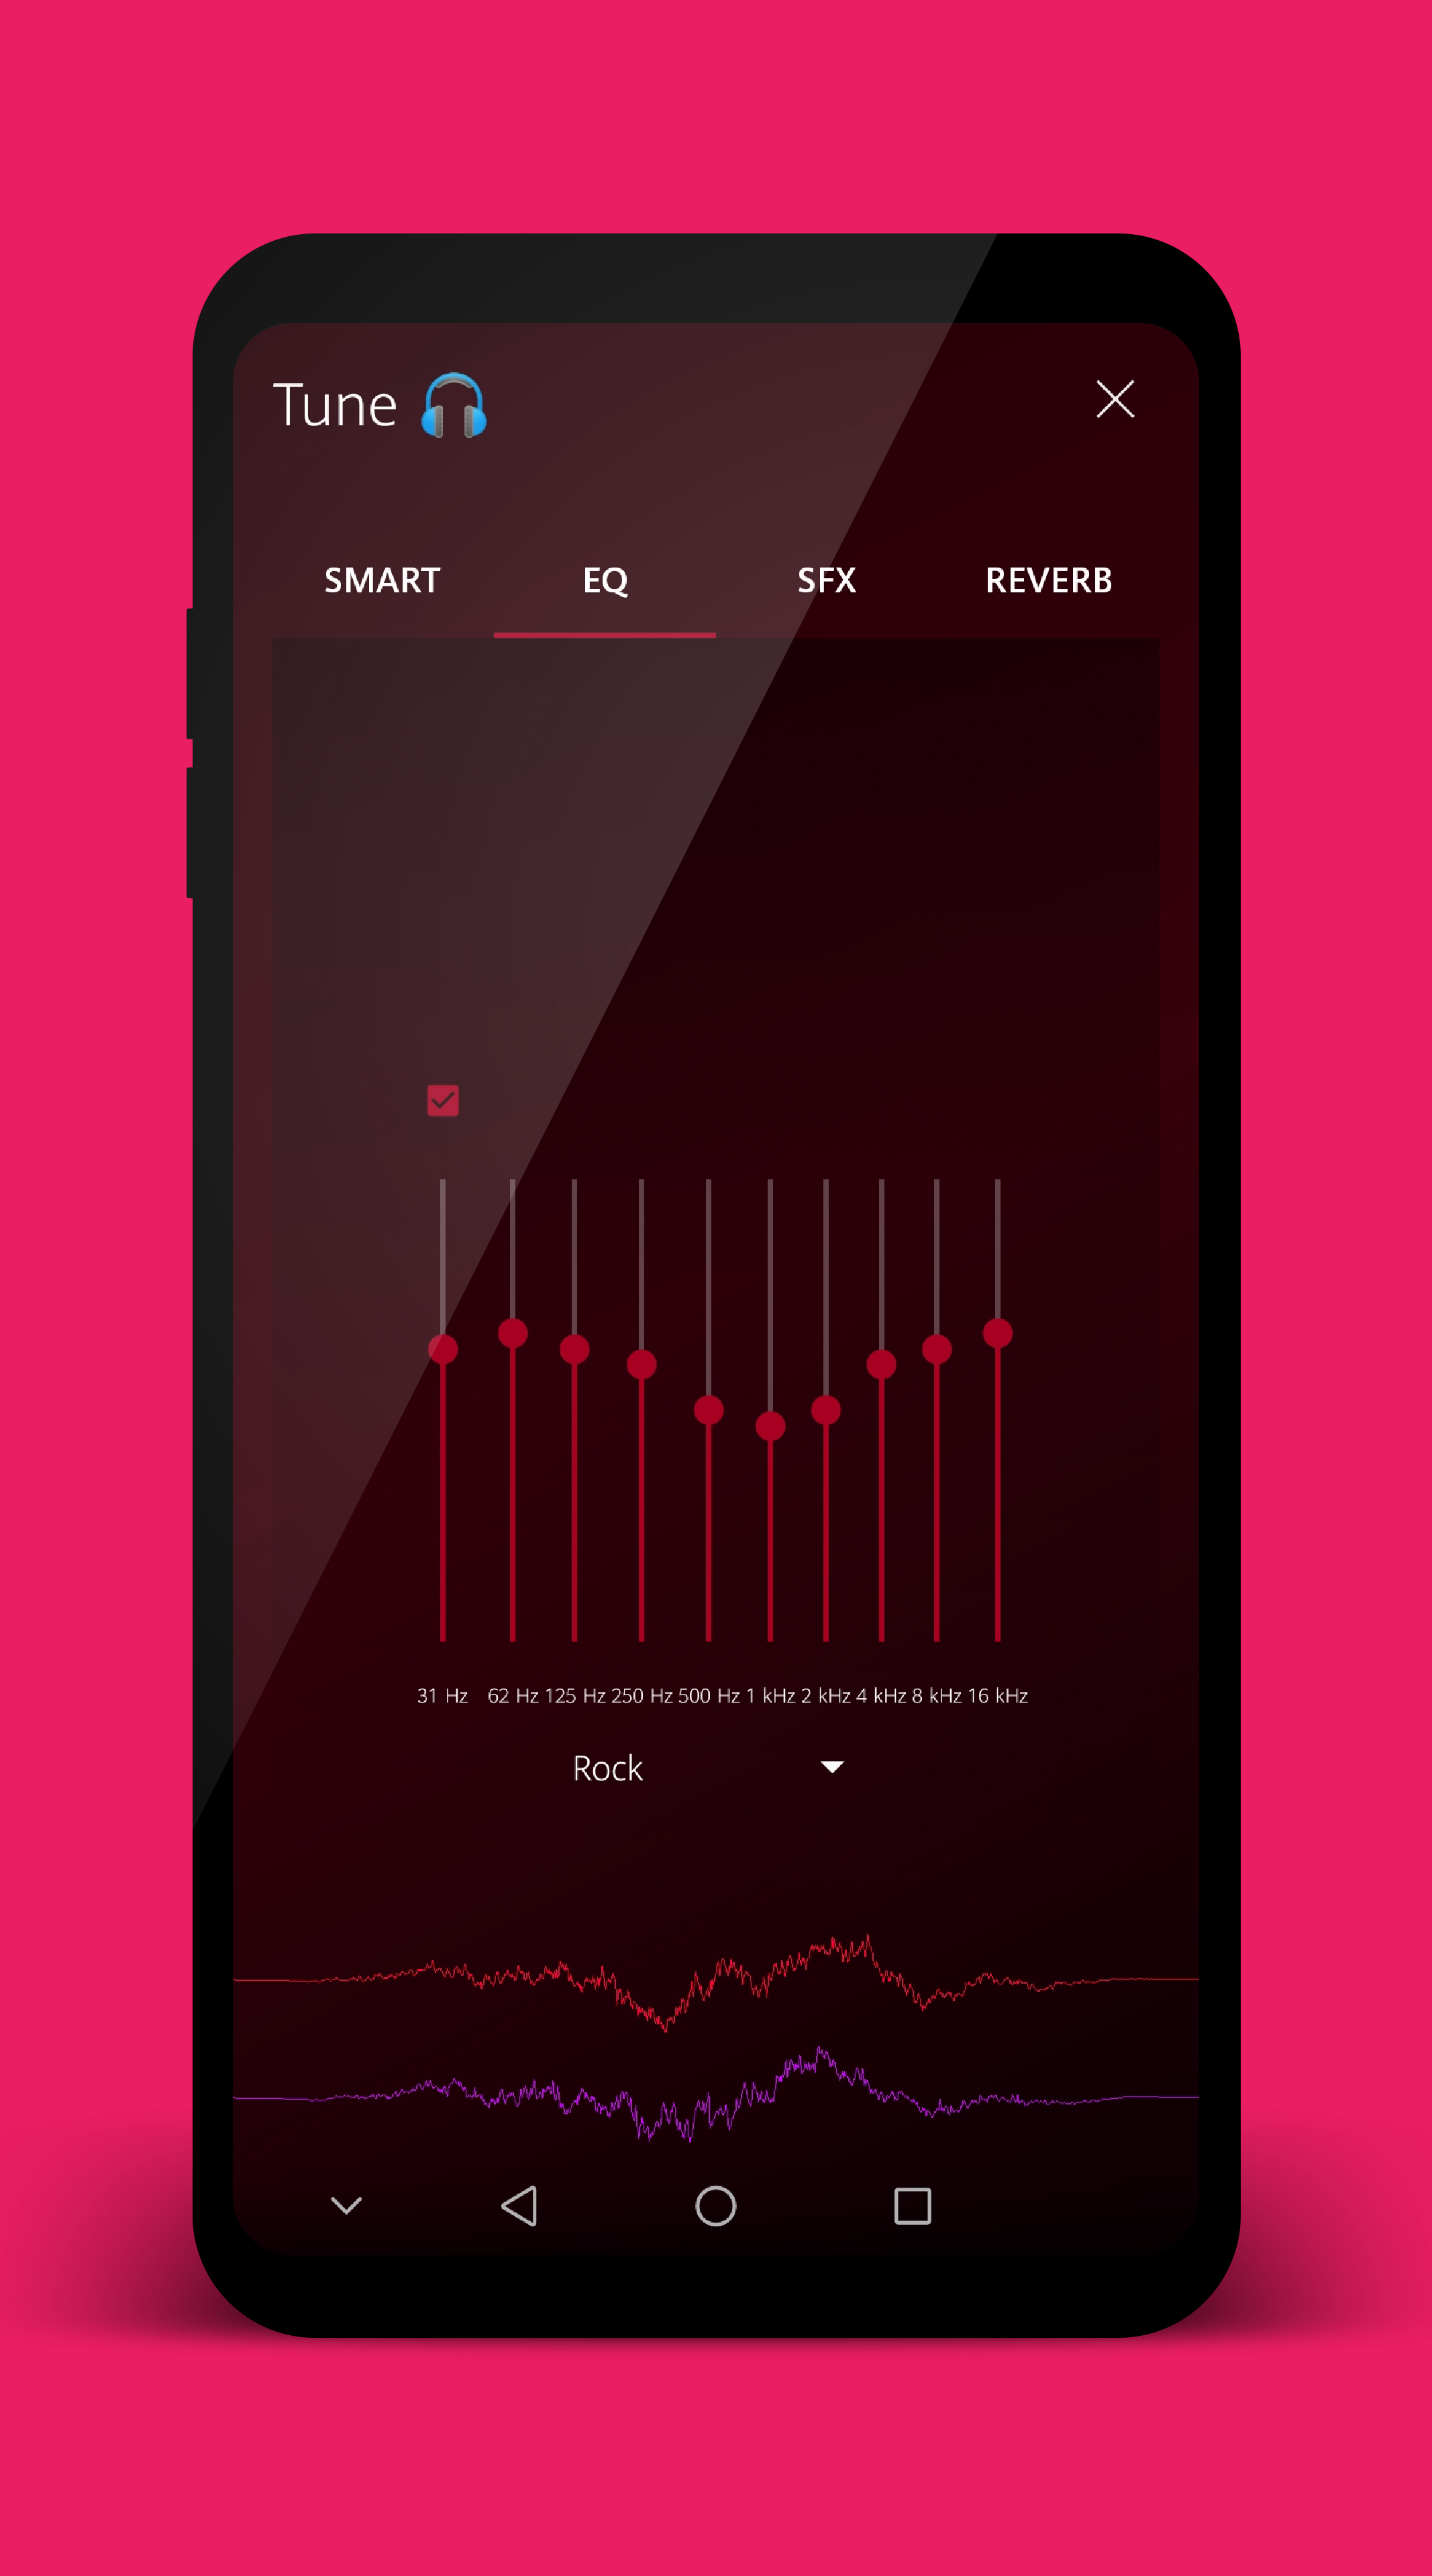 Tune 🎧
SMART EQ SFX REVERB
31 Hz 62 Hz 125 Hz 250 Hz 500 Hz 1 kHz 2 kHz 4 kHz 8 kHz 16 kHz
Rock